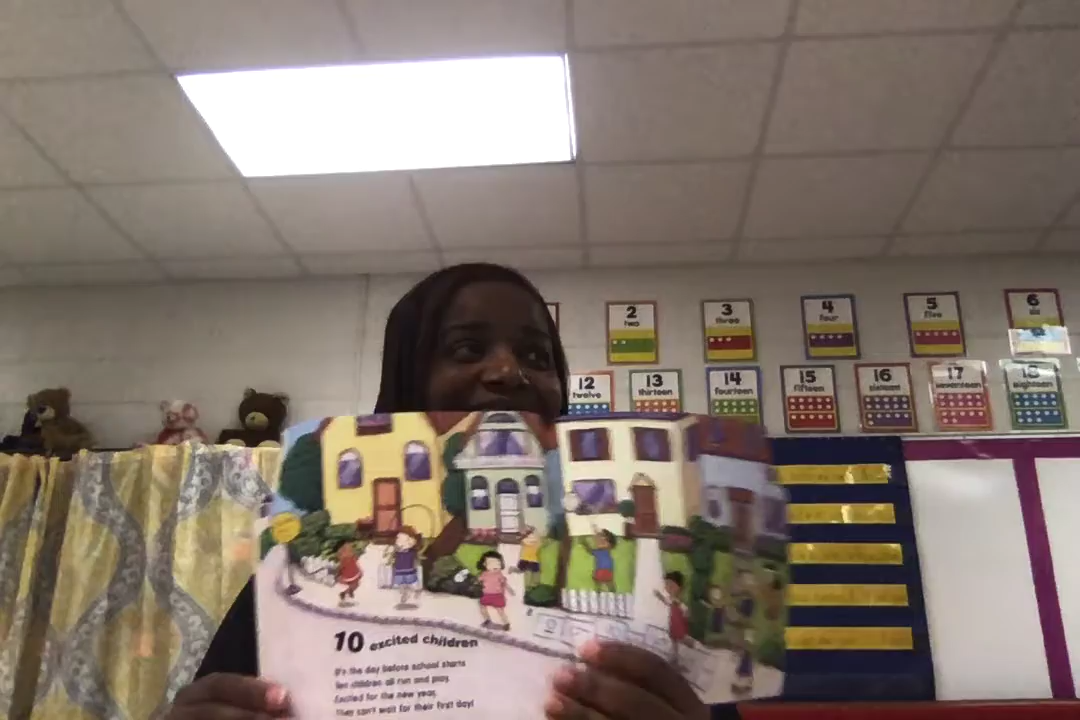 2 3 4 5 6
two three four five six
12 13 14 15 16 17 18
twelve thirteen fourteen fifteen sixteen seventeen eighteen
10 excited children
It's the day before school starts
Ten children all run and play.
Excited for the new year,
They can't wait for their first day!